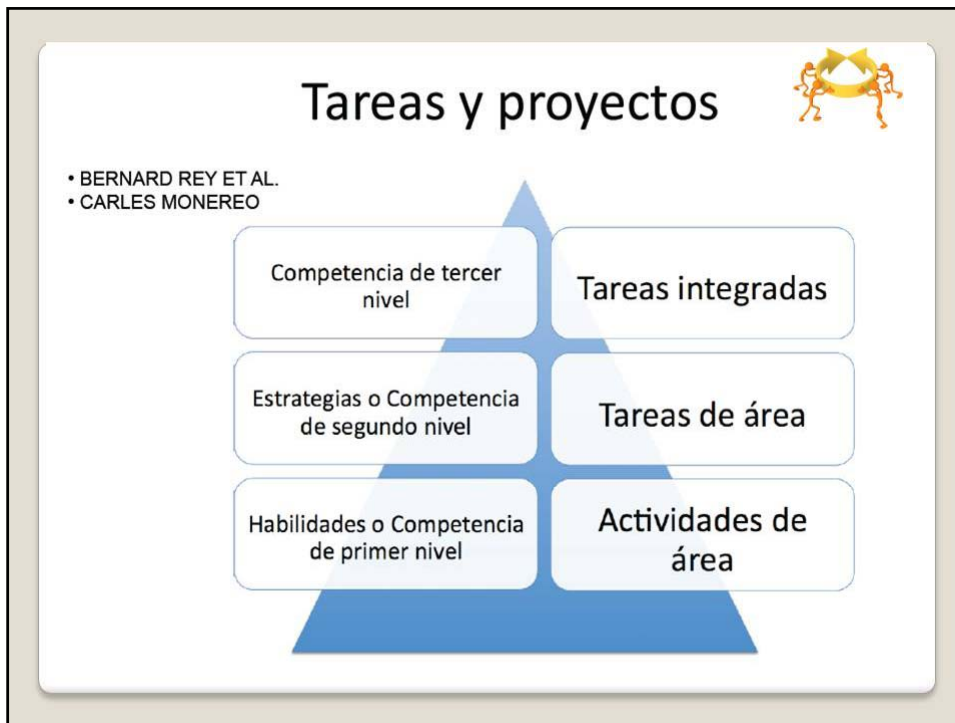 Tareas y proyectos
• BERNARD REY ET AL.
• CARLES MONEREO
Competencia de tercer
nivel
Tareas integradas
Estrategias o Competencia
de segundo nivel
Tareas de área
Habilidades o Competencia
de primer nivel
Actividades de
área